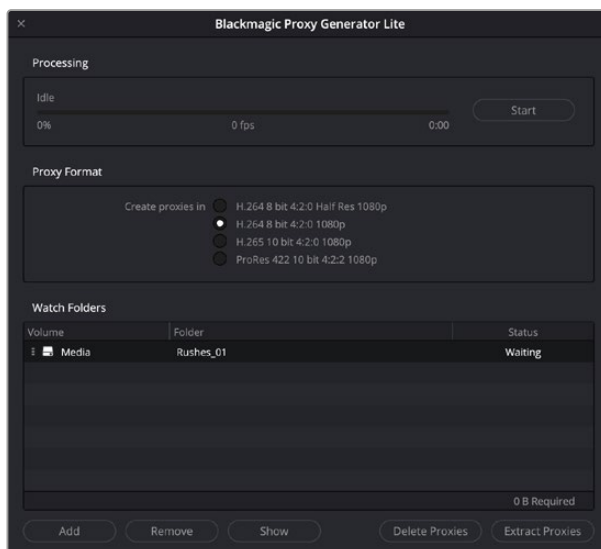 Blackmagic Proxy Generator Lite
Processing
Idle
0% 0 fps 0:00
Start
Proxy Format
Create proxies in H.264 8 bit 4:2:0 Half Res 1080p
H.264 8 bit 4:2:0 1080p
H.265 10 bit 4:2:0 1080p
ProRes 422 10 bit 4:2:2 1080p
Watch Folders
Volume Folder Status
Media Rushes_01 Waiting
0 B Required
Add Remove Show Delete Proxies Extract Proxies